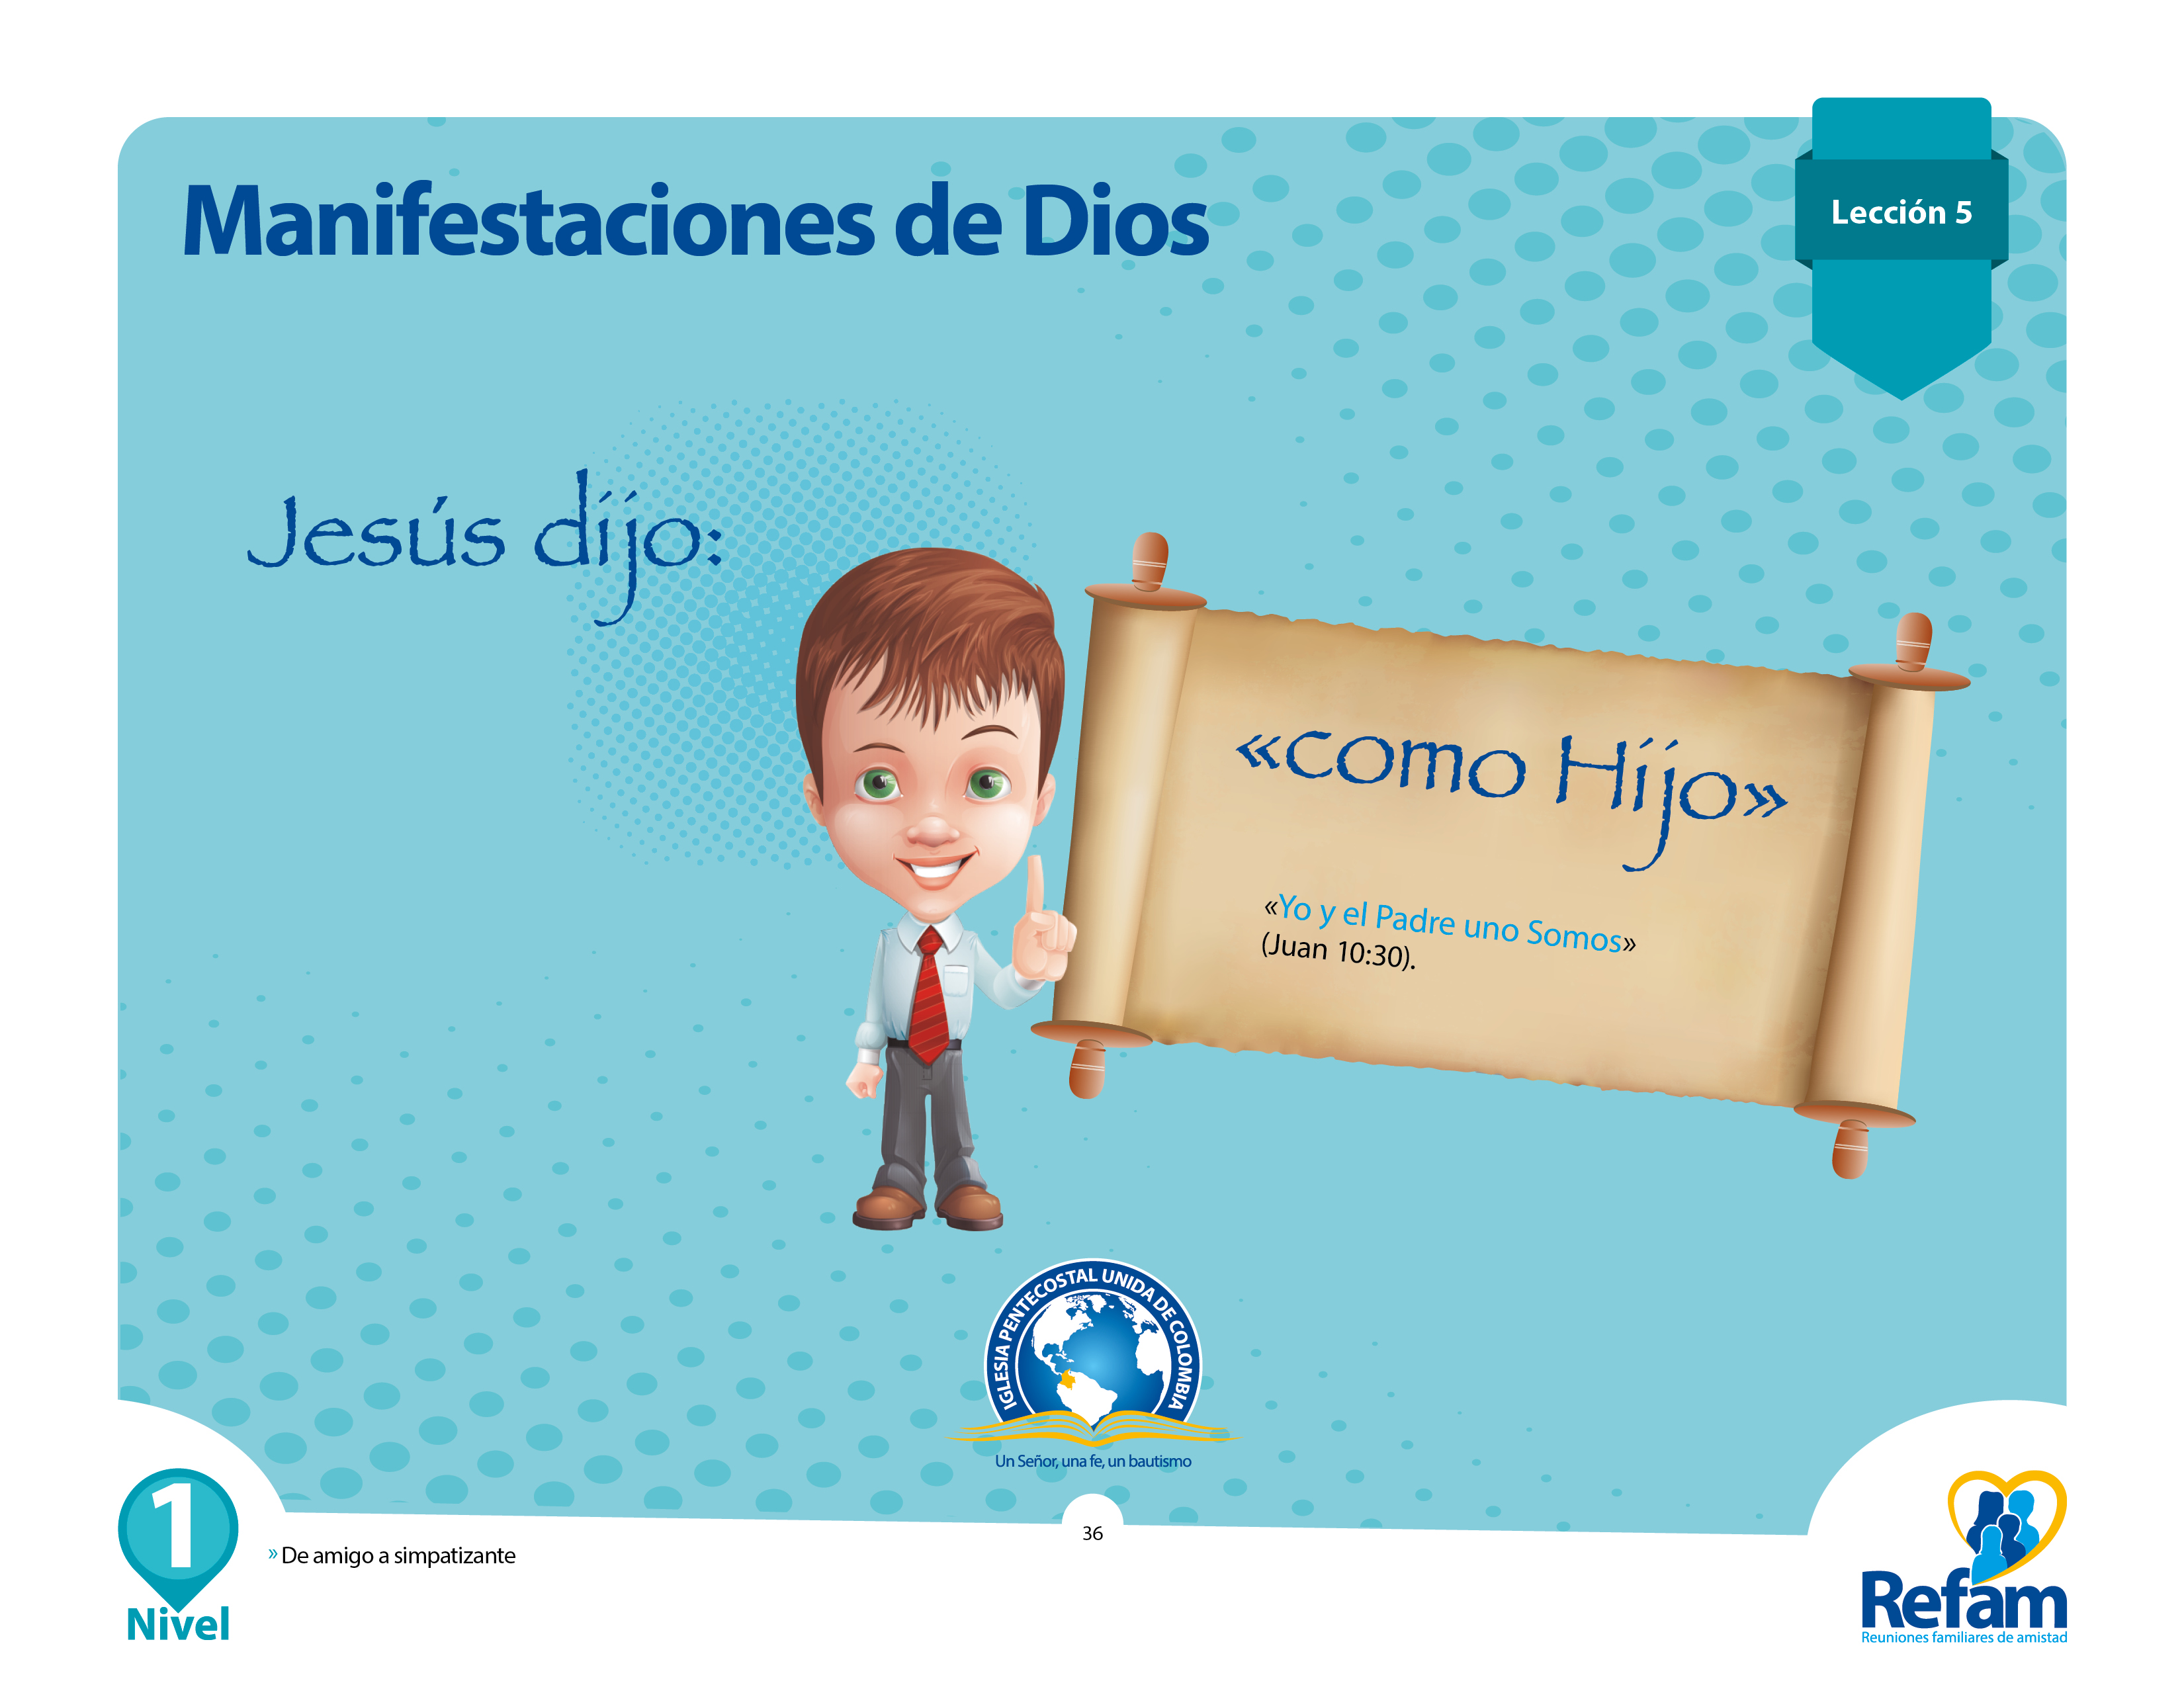 Manifestaciones de Dios
Lección 5
Jesús dijo:
«como Hijo»
«Yo y el Padre uno Somos»
(Juan 10:30).
IGLESIA PENTECOSTAL UNIDA DE COLOMBIA
Un Señor, una fe, un bautismo
36
1
Nivel
» De amigo a simpatizante
Refam
Reuniones familiares de amistad